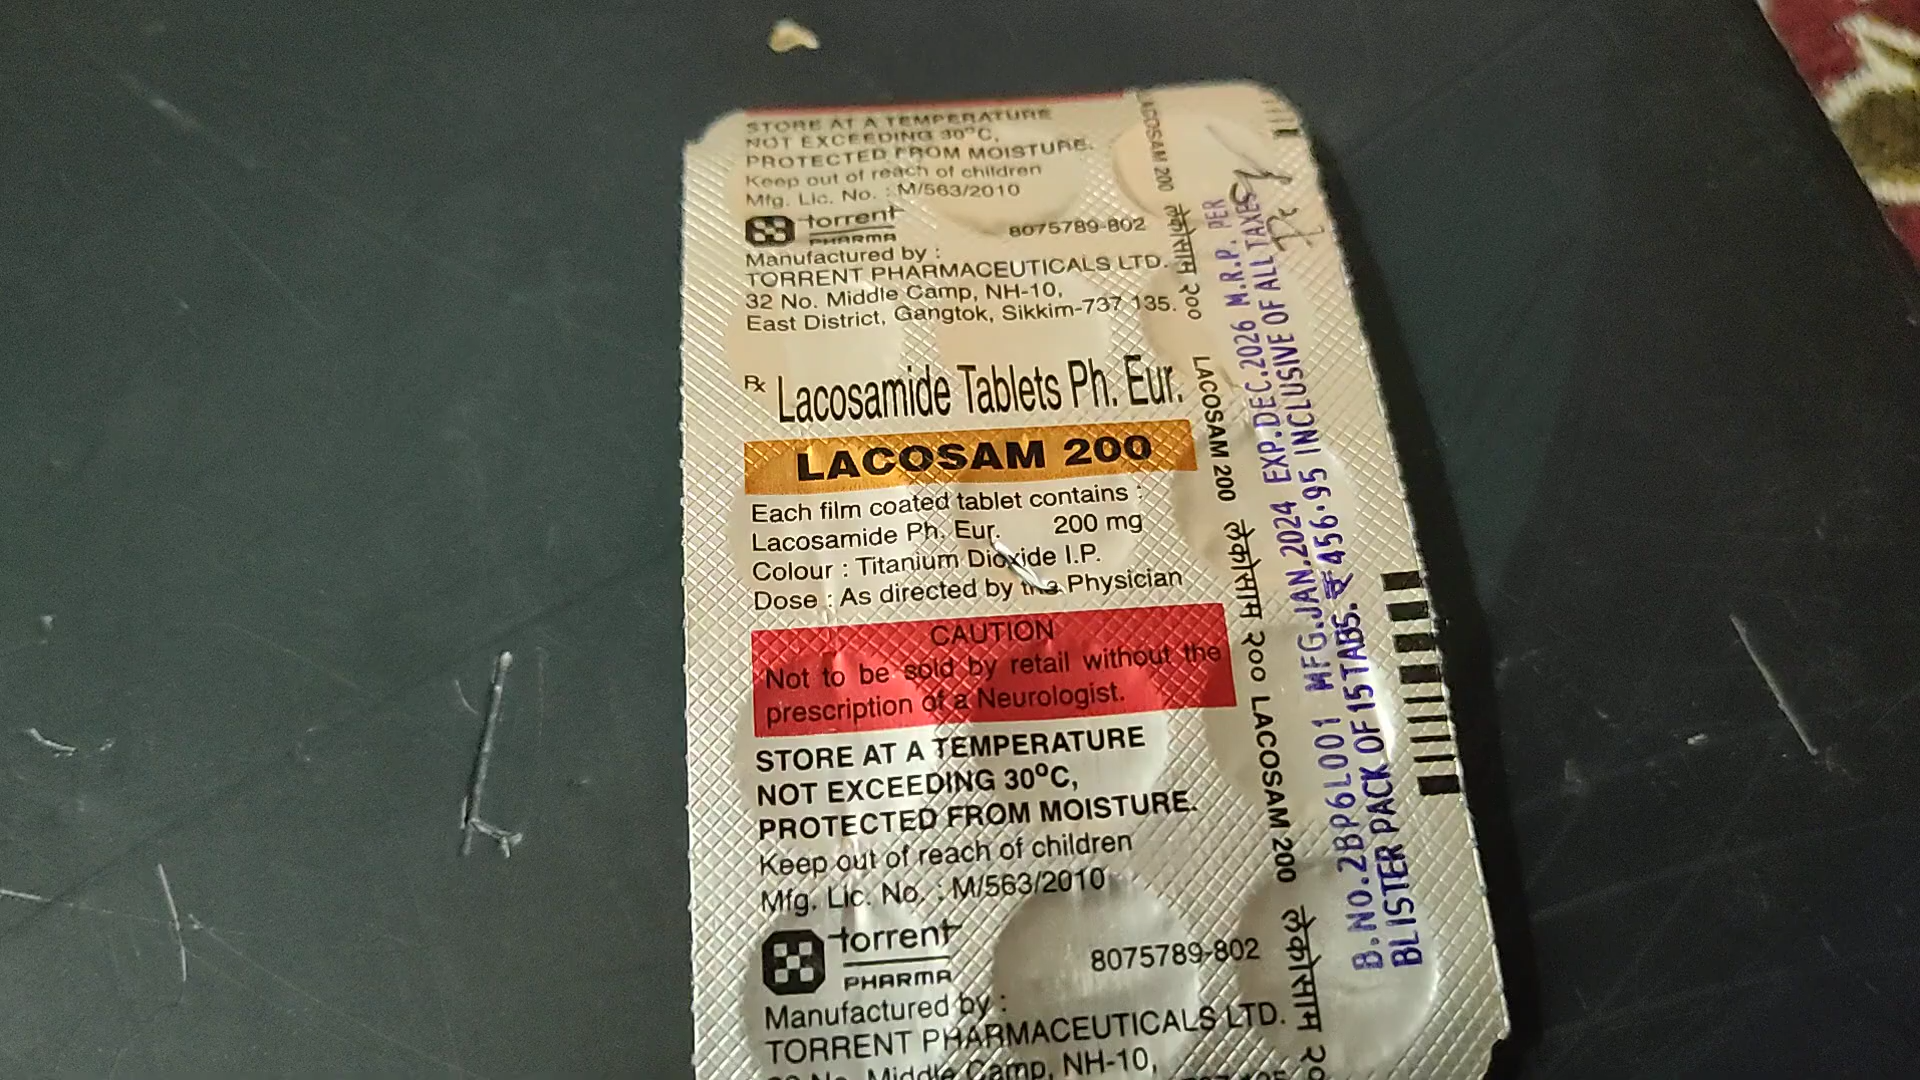 STORE AT A TEMPERATURE
NOT EXCEEDING 30°C,
PROTECTED FROM MOISTURE.
Keep out of reach of children
Mfg. Lic. No. : M/563/2010
torrent
PHARMA
8075789-802
Manufactured by :
TORRENT PHARMACEUTICALS LTD.
32 No. Middle Camp, NH-10,
East District, Gangtok, Sikkim-737 135.
Rx Lacosamide Tablets Ph. Eur.
LACOSAM 200
Each film coated tablet contains :
Lacosamide Ph. Eur. 200 mg
Colour : Titanium Dioxide I.P.
Dose : As directed by the Physician
CAUTION
Not to be sold by retail without the
prescription of a Neurologist.
STORE AT A TEMPERATURE
NOT EXCEEDING 30°C,
PROTECTED FROM MOISTURE.
Keep out of reach of children
Mfg. Lic. No. : M/563/2010
torrent
PHARMA
8075789-802
Manufactured by :
TORRENT PHARMACEUTICALS LTD.
Middle Camp, NH-10,
LACOSAM 200 लेकोसाम २०० LACOSAM 200 लेकोसाम २०० LACOSAM 200 लेकोसाम
B.NO.2BP6L001 MFG.JAN.2024 EXP.DEC.2026 M.R.P. PER
BLISTER PACK OF 15 TABS. ₹456.95 INCLUSIVE OF ALL TAXES